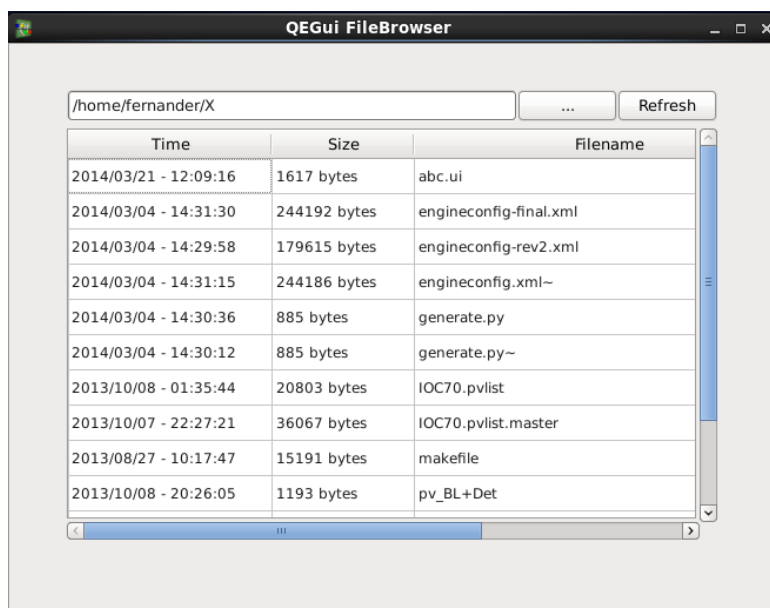 QEGui FileBrowser
/home/fernander/X ... Refresh
Time Size Filename
2014/03/21 - 12:09:16 1617 bytes abc.ui
2014/03/04 - 14:31:30 244192 bytes engineconfig-final.xml
2014/03/04 - 14:29:58 179615 bytes engineconfig-rev2.xml
2014/03/04 - 14:31:15 244186 bytes engineconfig.xml~
2014/03/04 - 14:30:36 885 bytes generate.py
2014/03/04 - 14:30:12 885 bytes generate.py~
2013/10/08 - 01:35:44 20803 bytes IOC70.pvlist
2013/10/07 - 22:27:21 36067 bytes IOC70.pvlist.master
2013/08/27 - 10:17:47 15191 bytes makefile
2013/10/08 - 20:26:05 1193 bytes pv_BL+Det